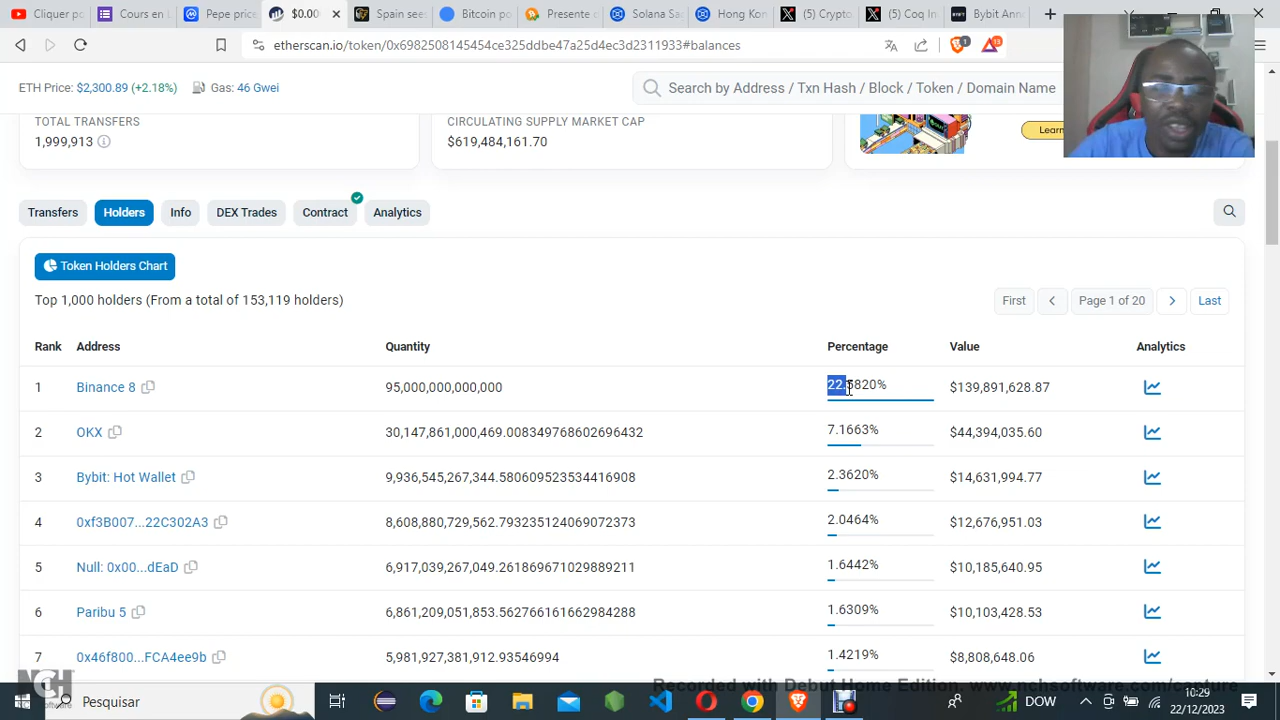 Cliquer po
Cours en l
Pepe price
$0.00
Spain see
Bitcoin po
Presente d
Solana Sa
Hong Kon
(5) Crypto
(5) Coq In
BYBIT Bybit Ann
etherscan.io/token/0x6982508145454ce325ddbe47a25d4ec3d2311933#balances
1
13
ETH Price: $2,300.89 (+2.18%) Gas: 46 Gwei
Search by Address / Txn Hash / Block / Token / Domain Name
TOTAL TRANSFERS
1,999,913
CIRCULATING SUPPLY MARKET CAP
$619,484,161.70
Learn
Transfers Holders Info DEX Trades Contract Analytics
Token Holders Chart
Top 1,000 holders (From a total of 153,119 holders)
First Page 1 of 20 Last
Rank Address Quantity Percentage Value Analytics
1 Binance 8 95,000,000,000,000 22.5820% $139,891,628.87
2 OKX 30,147,861,000,469.008349768602696432 7.1663% $44,394,035.60
3 Bybit: Hot Wallet 9,936,545,267,344.580609523534416908 2.3620% $14,631,994.77
4 0xf3B007...22C302A3 8,608,880,729,562.793235124069072373 2.0464% $12,676,951.03
5 Null: 0x00...dEaD 6,917,039,267,049.261869671029889211 1.6442% $10,185,640.95
6 Paribu 5 6,861,209,051,853.562766161662984288 1.6309% $10,103,428.53
7 0x46f800...FCA4ee9b 5,981,927,381,912.93546994 1.4219% $8,808,648.06
NCH
Recorded with Debut Home Edition. www.nchsoftware.com/capture
Pesquisar
DOW
10:29
22/12/2023